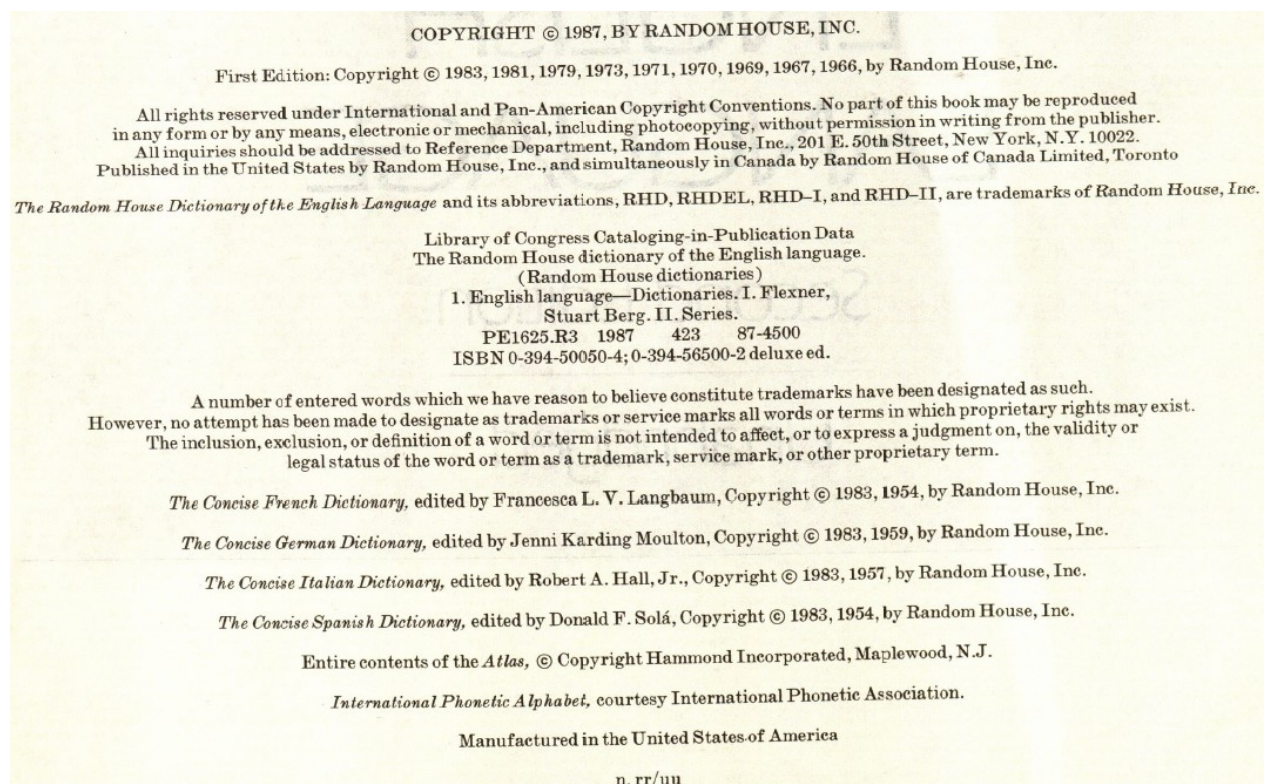 COPYRIGHT © 1987, BY RANDOM HOUSE, INC.
First Edition: Copyright © 1983, 1981, 1979, 1973, 1971, 1970, 1969, 1967, 1966, by Random House, Inc.
All rights reserved under International and Pan-American Copyright Conventions. No part of this book may be reproduced
in any form or by any means, electronic or mechanical, including photocopying, without permission in writing from the publisher.
All inquiries should be addressed to Reference Department, Random House, Inc., 201 E. 50th Street, New York, N.Y. 10022.
Published in the United States by Random House, Inc., and simultaneously in Canada by Random House of Canada Limited, Toronto
The Random House Dictionary of the English Language and its abbreviations, RHD, RHDEL, RHD–I, and RHD–II, are trademarks of Random House, Inc.
Library of Congress Cataloging-in-Publication Data
The Random House dictionary of the English language.
(Random House dictionaries)
1. English language—Dictionaries. I. Flexner,
Stuart Berg. II. Series.
PE1625.R3 1987 423 87-4500
ISBN 0-394-50050-4; 0-394-56500-2 deluxe ed.
A number of entered words which we have reason to believe constitute trademarks have been designated as such.
However, no attempt has been made to designate as trademarks or service marks all words or terms in which proprietary rights may exist.
The inclusion, exclusion, or definition of a word or term is not intended to affect, or to express a judgment on, the validity or
legal status of the word or term as a trademark, service mark, or other proprietary term.
The Concise French Dictionary, edited by Francesca L. V. Langbaum, Copyright © 1983, 1954, by Random House, Inc.
The Concise German Dictionary, edited by Jenni Karding Moulton, Copyright © 1983, 1959, by Random House, Inc.
The Concise Italian Dictionary, edited by Robert A. Hall, Jr., Copyright © 1983, 1957, by Random House, Inc.
The Concise Spanish Dictionary, edited by Donald F. Solá, Copyright © 1983, 1954, by Random House, Inc.
Entire contents of the Atlas, © Copyright Hammond Incorporated, Maplewood, N.J.
International Phonetic Alphabet, courtesy International Phonetic Association.
Manufactured in the United States of America